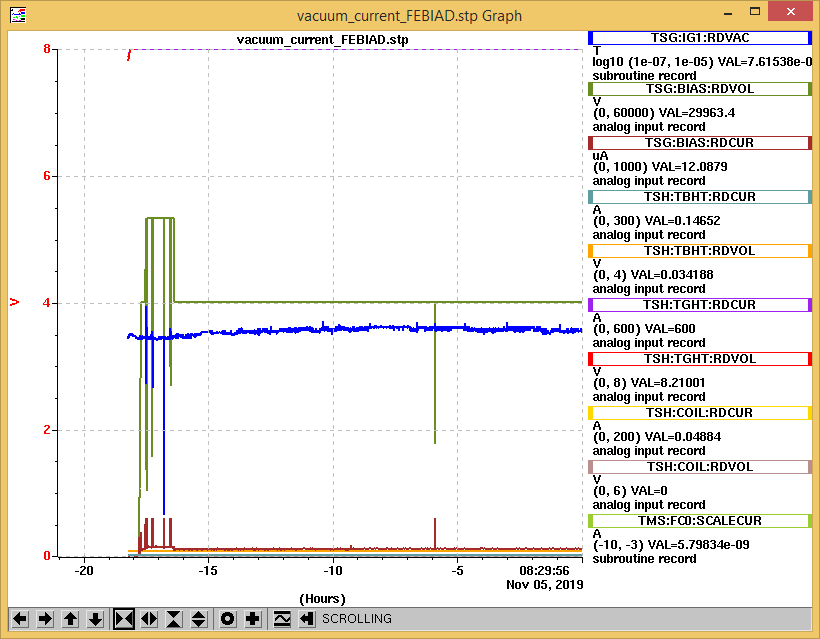 vacuum_current_FEBIAD.stp Graph
vacuum_current_FEBIAD.stp
8
6
V
4
2
0
-20
-15
-10
-5
08:29:56
Nov 05, 2019
(Hours)
TSG:IG1:RDVAC
T
log10 (1e-07, 1e-05) VAL=7.61538e-0
subroutine record
TSG:BIAS:RDVOL
V
(0, 60000) VAL=29963.4
analog input record
TSG:BIAS:RDCUR
uA
(0, 1000) VAL=12.0879
analog input record
TSH:TBHT:RDCUR
A
(0, 300) VAL=0.14652
analog input record
TSH:TBHT:RDVOL
V
(0, 4) VAL=0.034188
analog input record
TSH:TGHT:RDCUR
A
(0, 600) VAL=600
analog input record
TSH:TGHT:RDVOL
V
(0, 8) VAL=8.21001
analog input record
TSH:COIL:RDCUR
A
(0, 200) VAL=0.04884
analog input record
TSH:COIL:RDVOL
V
(0, 6) VAL=0
analog input record
TMS:FC0:SCALECUR
A
(-10, -3) VAL=5.79834e-09
subroutine record
SCROLLING